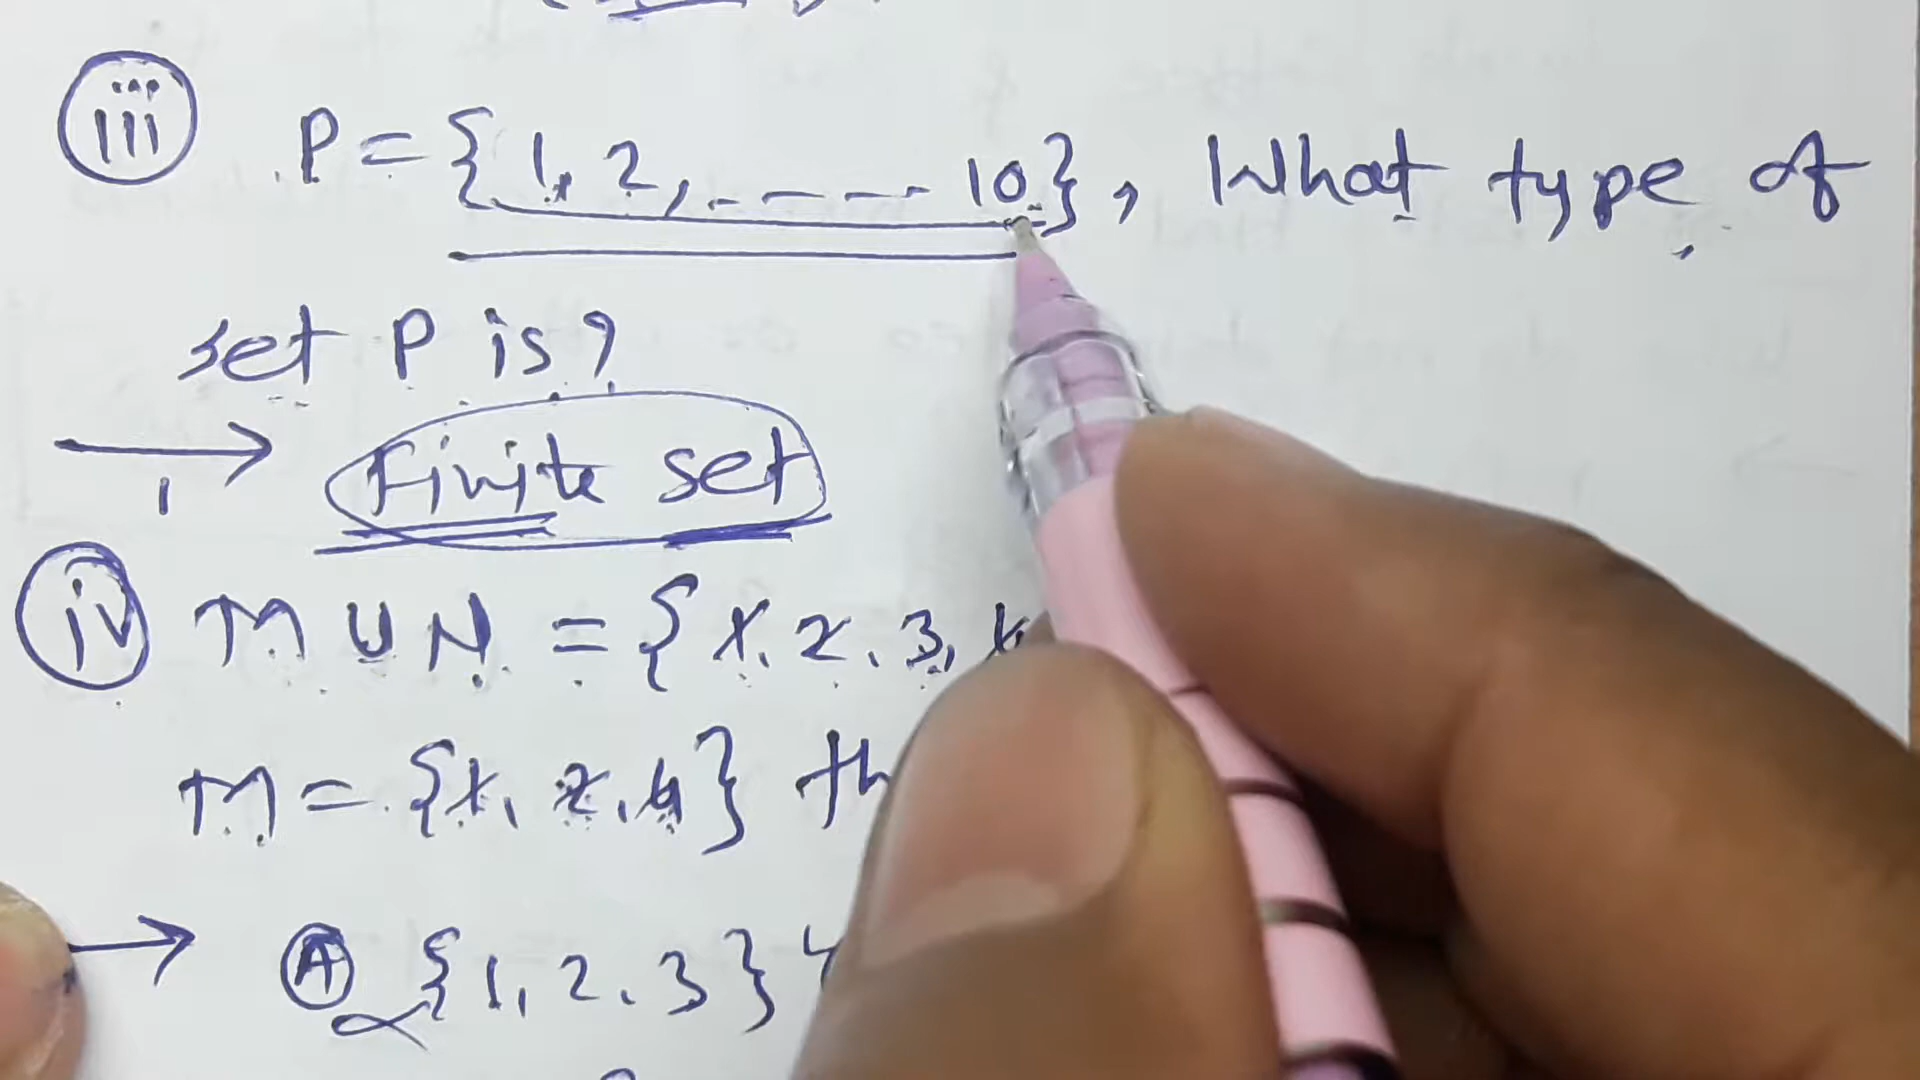 iii P = {1, 2, ---- 10}, What type of
set P is?
→ Finite set
iv M U N = {1, 2, 3, 4
M = {1, 2, 4} th
→ A {1, 2, 3}